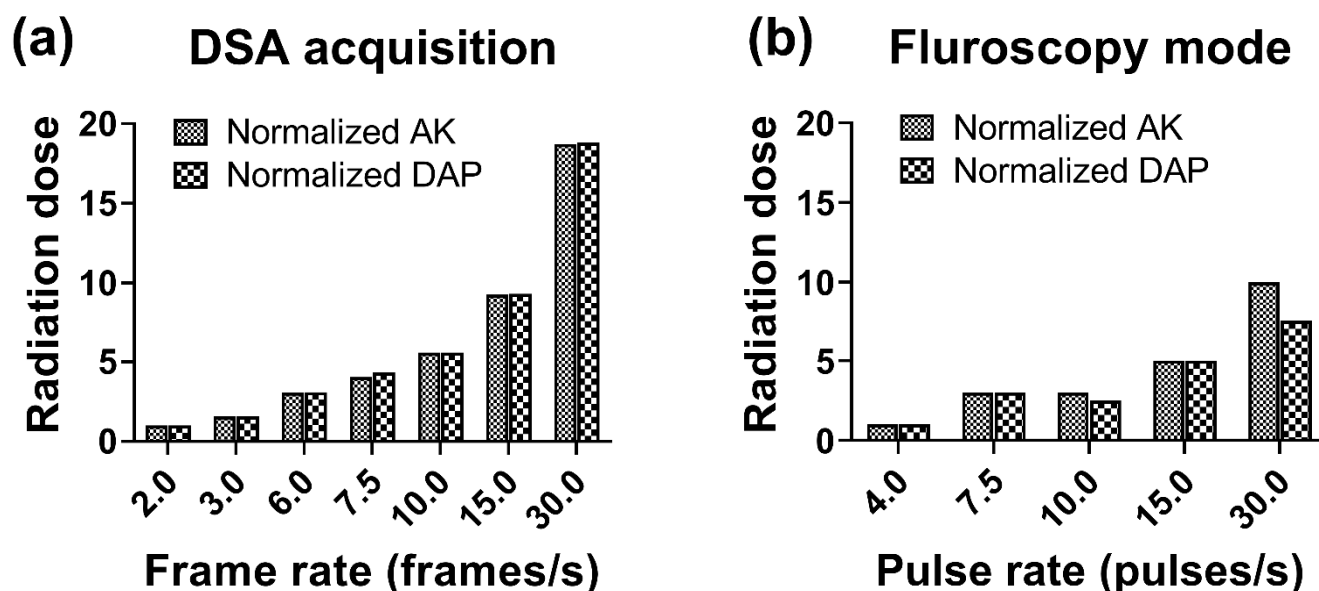 (a) DSA acquisition
Normalized AK
Normalized DAP
Radiation dose
20
15
10
5
0
2.0 3.0 6.0 7.5 10.0 15.0 30.0
Frame rate (frames/s)
(b) Fluroscopy mode
Normalized AK
Normalized DAP
Radiation dose
20
15
10
5
0
4.0 7.5 10.0 15.0 30.0
Pulse rate (pulses/s)